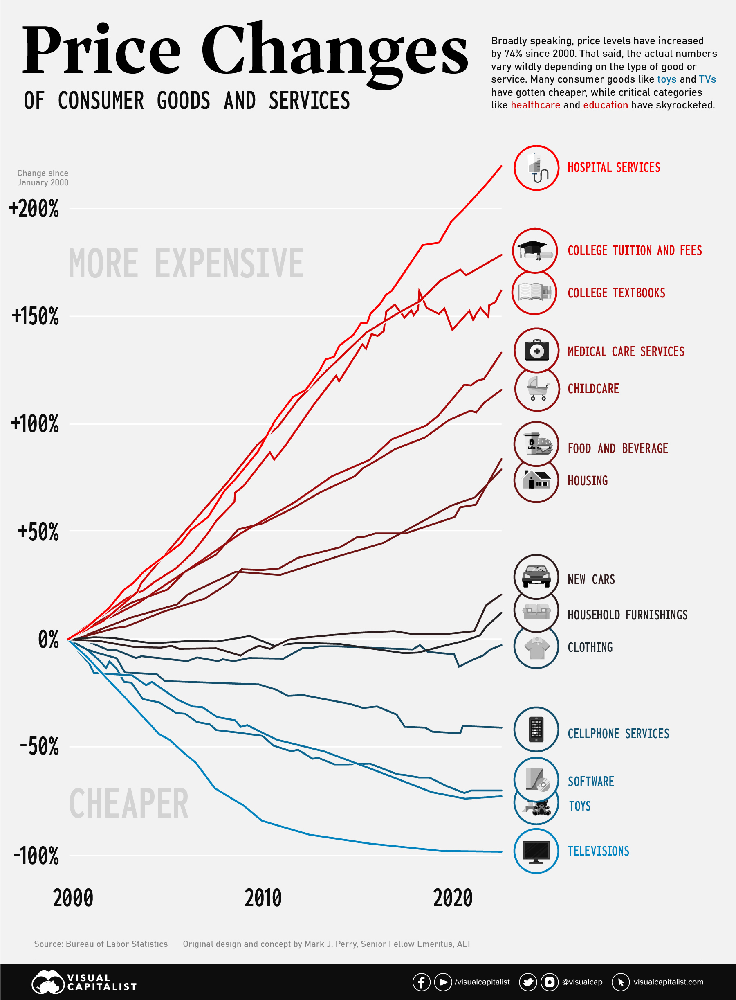 Price Changes
OF CONSUMER GOODS AND SERVICES
Broadly speaking, price levels have increased
by 74% since 2000. That said, the actual numbers
vary wildly depending on the type of good or
service. Many consumer goods like toys and TVs
have gotten cheaper, while critical categories
like healthcare and education have skyrocketed.
Change since
January 2000
+200%
+150%
+100%
+50%
0%
-50%
-100%
MORE EXPENSIVE
CHEAPER
HOSPITAL SERVICES
COLLEGE TUITION AND FEES
COLLEGE TEXTBOOKS
MEDICAL CARE SERVICES
CHILDCARE
Coffee
FOOD AND BEVERAGE
HOUSING
NEW CARS
HOUSEHOLD FURNISHINGS
CLOTHING
CELLPHONE SERVICES
SOFTWARE
TOYS
TELEVISIONS
2000 2010 2020
Source: Bureau of Labor Statistics Original design and concept by Mark J. Perry, Senior Fellow Emeritus, AEI
VISUAL
CAPITALIST
/visualcapitalist @visualcap visualcapitalist.com